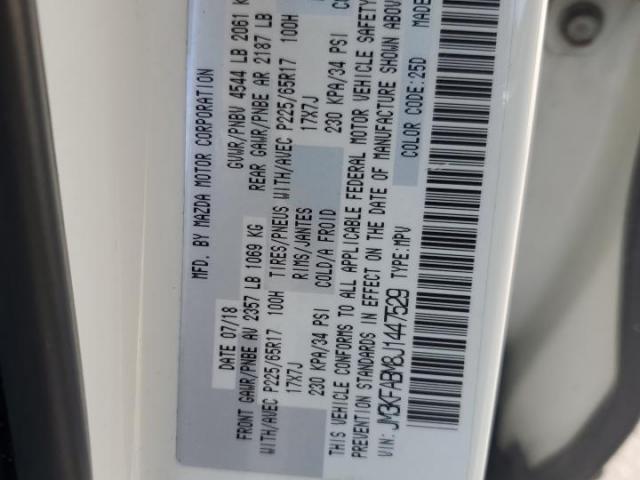 MFD. BY MAZDA MOTOR CORPORATION
DATE 07/18 GVWR/PNBV 4544 LB 2061
FRONT GAWR/PNBE AV 2357 LB 1069 KG REAR GAWR/PNBE AR 2187 LB
WITH/AVEC P225/65R17 100H TIRES/PNEUS WITH/AVEC P225/65R17 100H
17X7J RIMS/JANTES 17X7J
230 KPA/34 PSI COLD/A FROID 230 KPA/34 PSI
THIS VEHICLE CONFORMS TO ALL APPLICABLE FEDERAL MOTOR VEHICLE SAFETY
PREVENTION STANDARDS IN EFFECT ON THE DATE OF MANUFACTURE SHOWN ABOV
VIN: JM3KFABM8J1447529 TYPE: MPV COLOR CODE: 25D MADE